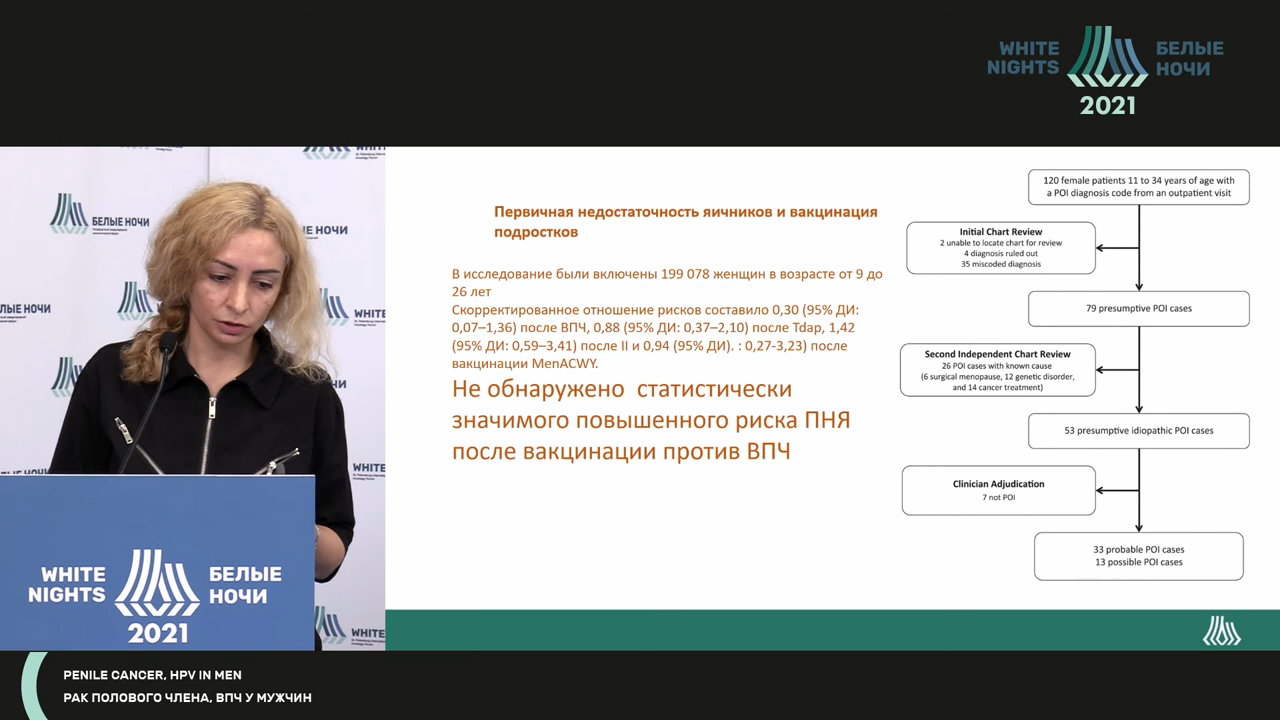 WHITE
NIGHTS
БЕЛЫЕ
НОЧИ
2021
БЕЛЫЕ НОЧИ
WHITE
NIGHTS
БЕЛЫЕ
НОЧИ
2021
Первичная недостаточность яичников и вакцинация
подростков
В исследование были включены 199 078 женщин в возрасте от 9 до
26 лет
Скорректированное отношение рисков составило 0,30 (95% ДИ:
0,07–1,36) после ВПЧ, 0,88 (95% ДИ: 0,37–2,10) после Tdap, 1,42
(95% ДИ: 0,59–3,41) после II и 0,94 (95% ДИ). : 0,27-3,23) после
вакцинации MenACWY.
Не обнаружено статистически
значимого повышенного риска ПНЯ
после вакцинации против ВПЧ
120 female patients 11 to 34 years of age with
a POI diagnosis code from an outpatient visit
Initial Chart Review
2 unable to locate chart for review
4 diagnosis ruled out
35 miscoded diagnosis
79 presumptive POI cases
Second Independent Chart Review
26 POI cases with known cause
(6 surgical menopause, 12 genetic disorder,
and 14 cancer treatment)
53 presumptive idiopathic POI cases
Clinician Adjudication
7 not POI
33 probable POI cases
13 possible POI cases
PENILE CANCER, HPV IN MEN
РАК ПОЛОВОГО ЧЛЕНА, ВПЧ У МУЖЧИН